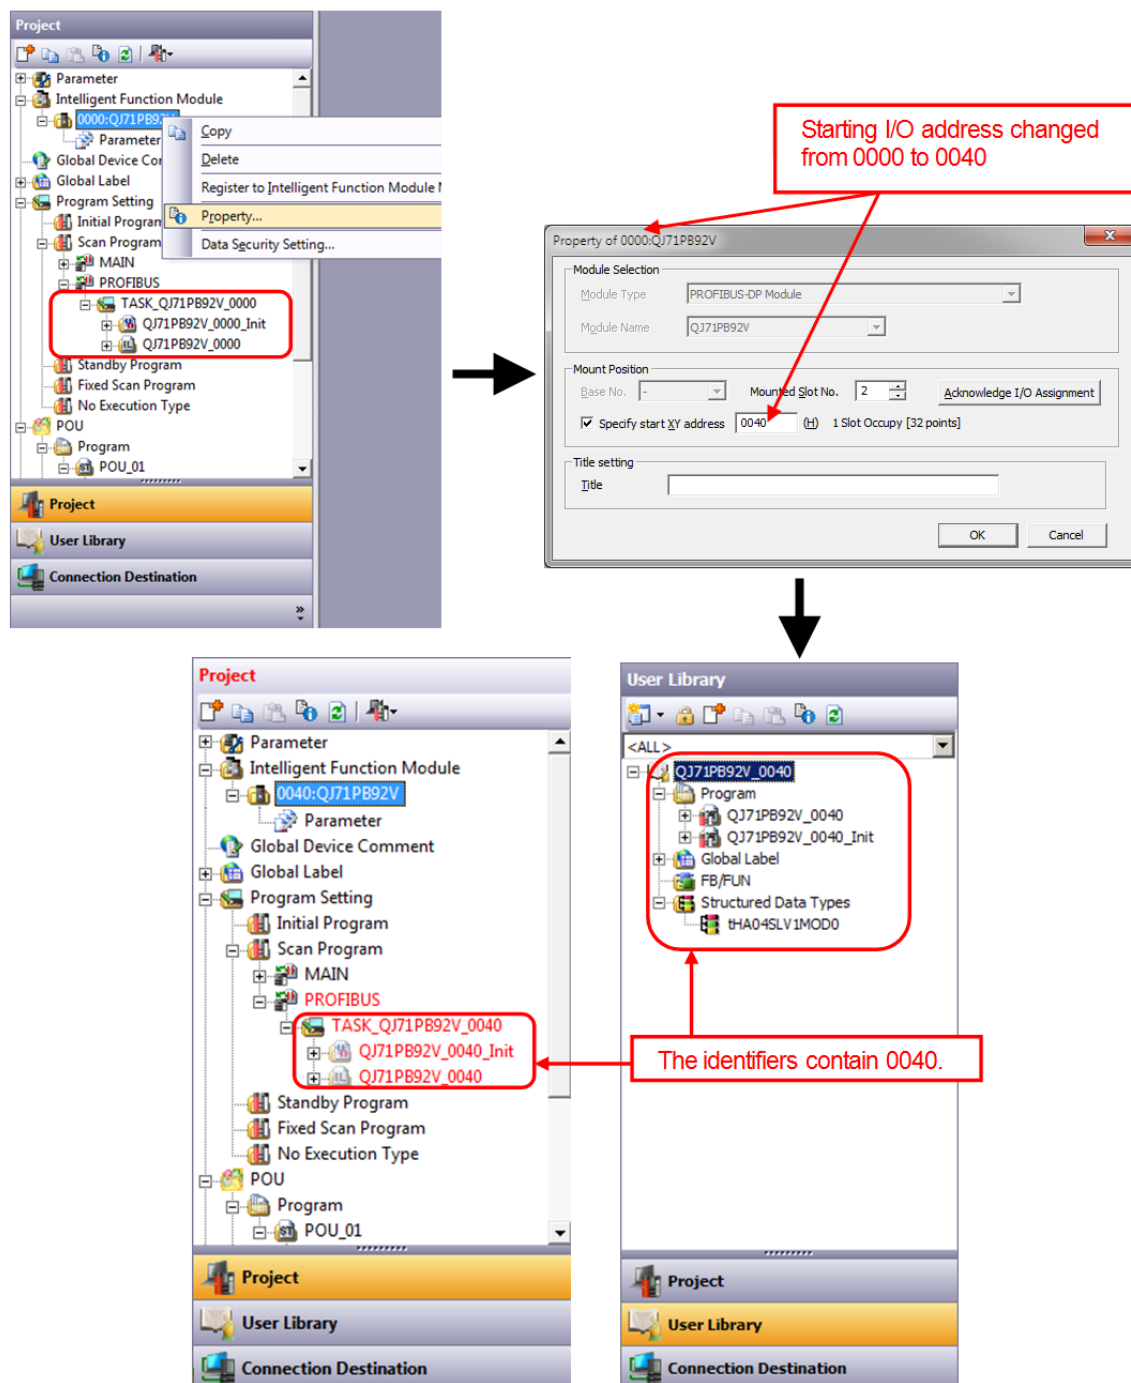 Project
Parameter
Intelligent Function Module
0000:QJ71PB92V
Parameter
Global Device Cor
Global Label
Program Setting
Initial Program
Scan Program
MAIN
PROFIBUS
TASK_QJ71PB92V_0000
QJ71PB92V_0000_Init
QJ71PB92V_0000
Standby Program
Fixed Scan Program
No Execution Type
POU
Program
POU_01
Project
User Library
Connection Destination
Copy
Delete
Register to Intelligent Function Module
Property...
Data Security Setting...
Starting I/O address changed
from 0000 to 0040
Property of 0000:QJ71PB92V
Module Selection
Module Type PROFIBUS-DP Module
Module Name QJ71PB92V
Mount Position
Base No. - Mounted Slot No. 2 Acknowledge I/O Assignment
Specify start XY address 0040 (H) 1 Slot Occupy [32 points]
Title setting
Title
OK Cancel
Project
Parameter
Intelligent Function Module
0040:QJ71PB92V
Parameter
Global Device Comment
Global Label
Program Setting
Initial Program
Scan Program
MAIN
PROFIBUS
TASK_QJ71PB92V_0040
QJ71PB92V_0040_Init
QJ71PB92V_0040
Standby Program
Fixed Scan Program
No Execution Type
POU
Program
POU_01
Project
User Library
Connection Destination
User Library
<ALL>
QJ71PB92V_0040
Program
QJ71PB92V_0040
QJ71PB92V_0040_Init
Global Label
FB/FUN
Structured Data Types
tHA04SLV1MOD0
The identifiers contain 0040.
Project
User Library
Connection Destination